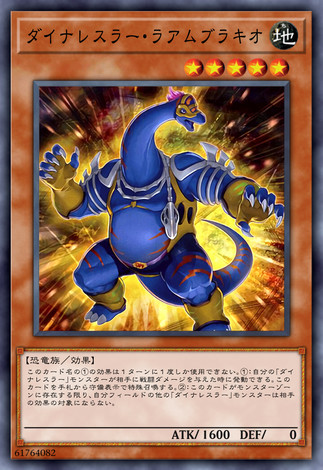 ダイナレスラー・ラアムブラキオ
地
【恐竜族／効果】
このカード名の①の効果は１ターンに１度しか使用できない。①：自分の「ダ
イナレスラー」モンスターが相手に戦闘ダメージを与えた時に発動できる。この
カードを手札から守備表示で特殊召喚する。②：このカードがモンスターゾー
ンに存在する限り、自分フィールドの他の「ダイナレスラー」モンスターは相手
の効果の対象にならない。
ATK/ 1600 DEF/ 0
61764082